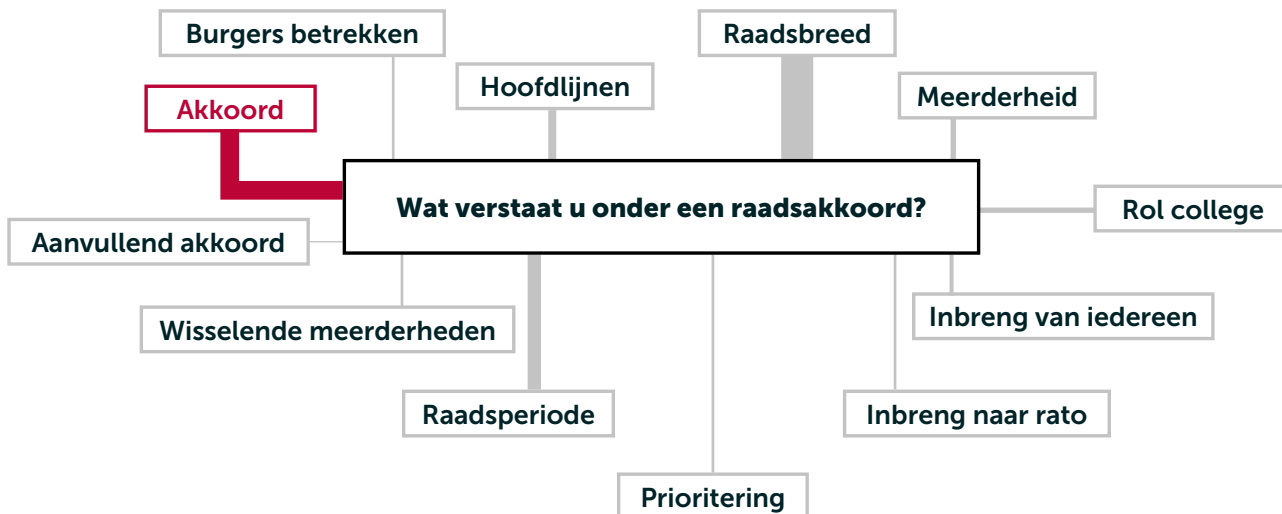 Burgers betrekken
Raadsbreed
Hoofdlijnen
Meerderheid
Akkoord
Wat verstaat u onder een raadsakkoord?
Rol college
Aanvullend akkoord
Wisselende meerderheden
Inbreng van iedereen
Raadsperiode
Inbreng naar rato
Prioritering